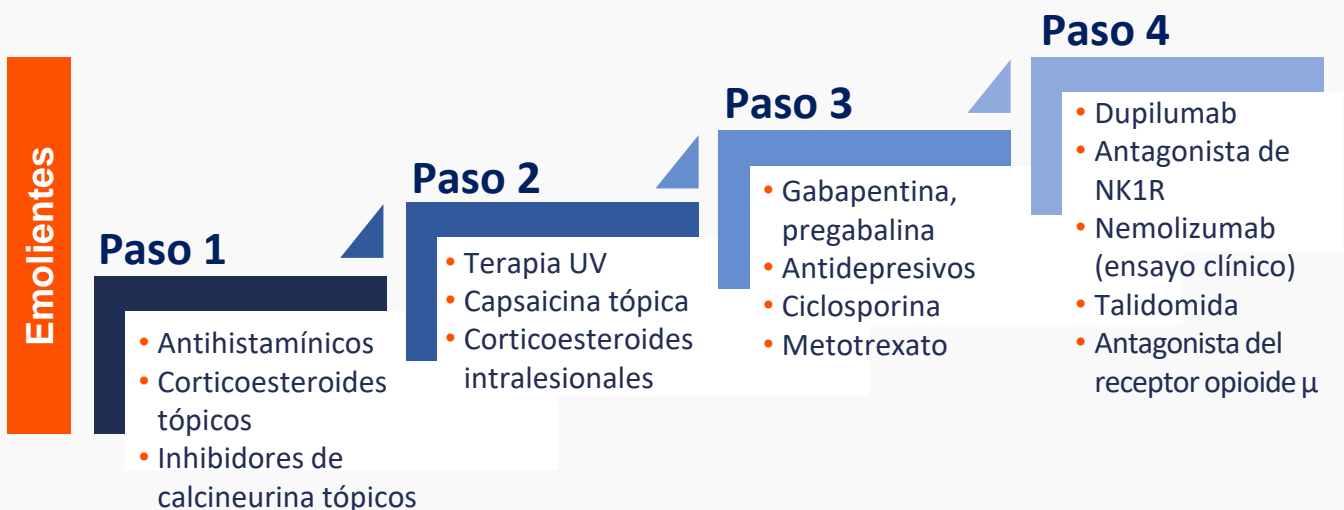 Emolientes
Paso 1
• Antihistamínicos
• Corticoesteroides
tópicos
• Inhibidores de
calcineurina tópicos
Paso 2
• Terapia UV
• Capsaicina tópica
• Corticoesteroides
intralesionales
Paso 3
• Gabapentina,
pregabalina
• Antidepresivos
• Ciclosporina
• Metotrexato
Paso 4
• Dupilumab
• Antagonista de
NK1R
• Nemolizumab
(ensayo clínico)
• Talidomida
• Antagonista del
receptor opioide µ